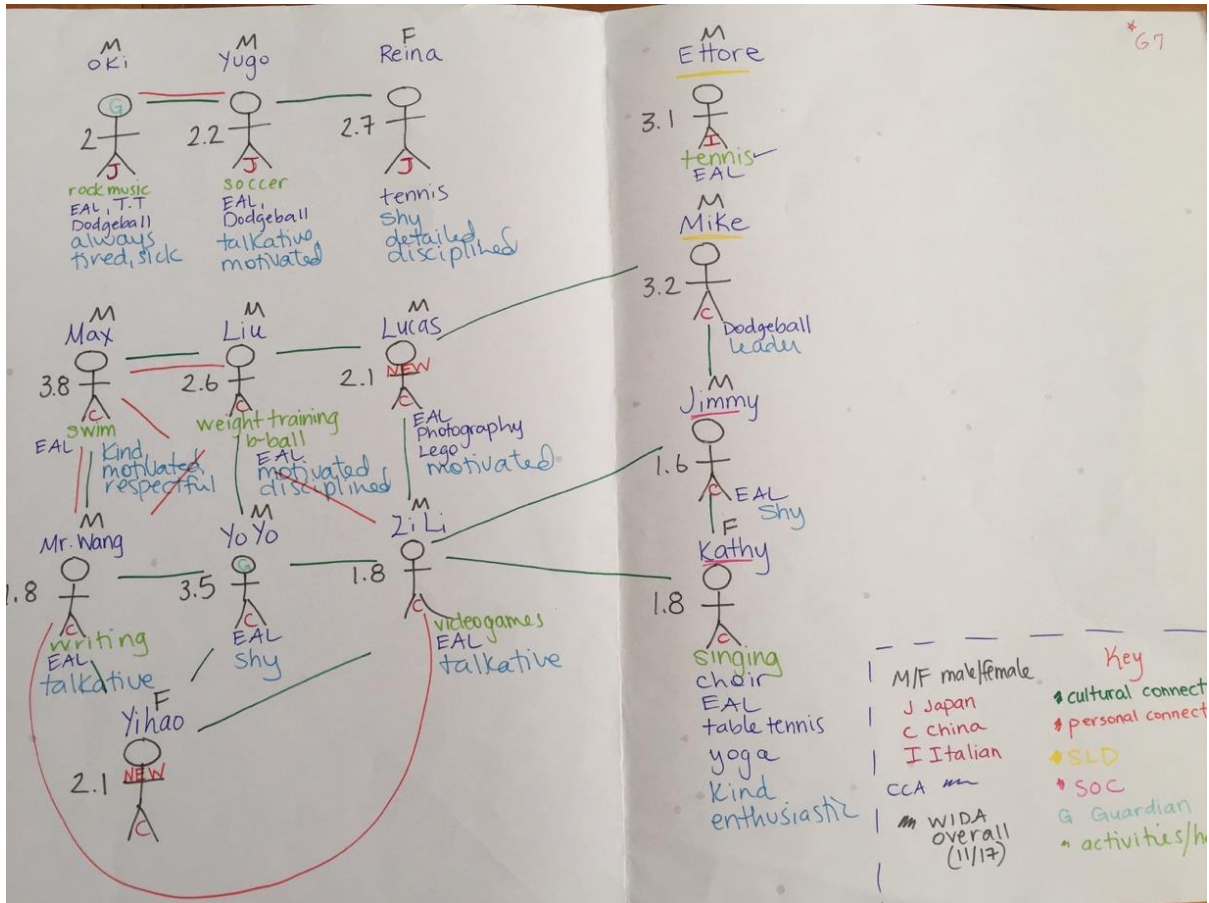 * G7
M
Oki
G
2
J
rock music
EAL, T.T
Dodgeball
always
tired, sick
M
Yugo
2.2
J
soccer
EAL,
Dodgeball
talkative
motivated
F
Reina
2.7
J
tennis
shy
detailed
disciplined
M
Ettore
3.1
I
tennis
EAL
M
Mike
3.2
C
Dodgeball
leader
M
Max
3.8
C
swim
EAL
Kind,
motivated,
respectful
M
Liu
2.6
C
weight training
b-ball
EAL
motivated
disciplined
M
Lucas
2.1
NEW
C
EAL
Photography
Lego
motivated
M
Jimmy
1.6
C
EAL
Shy
M
Mr. Wang
1.8
C
writing
EAL
talkative
M
Yo Yo
G
3.5
C
EAL
Shy
M
Zi Li
1.8
C
videogames
EAL
talkative
F
Kathy
1.8
C
singing
choir
EAL
table tennis
yoga
kind
enthusiastic
F
Yihao
2.1
NEW
C
Key
M/F male/female
J Japan
C China
I Italian
CCA
WIDA
overall
(11/17)
cultural connect
personal connect
SLD
SOC
G Guardian
activities/h